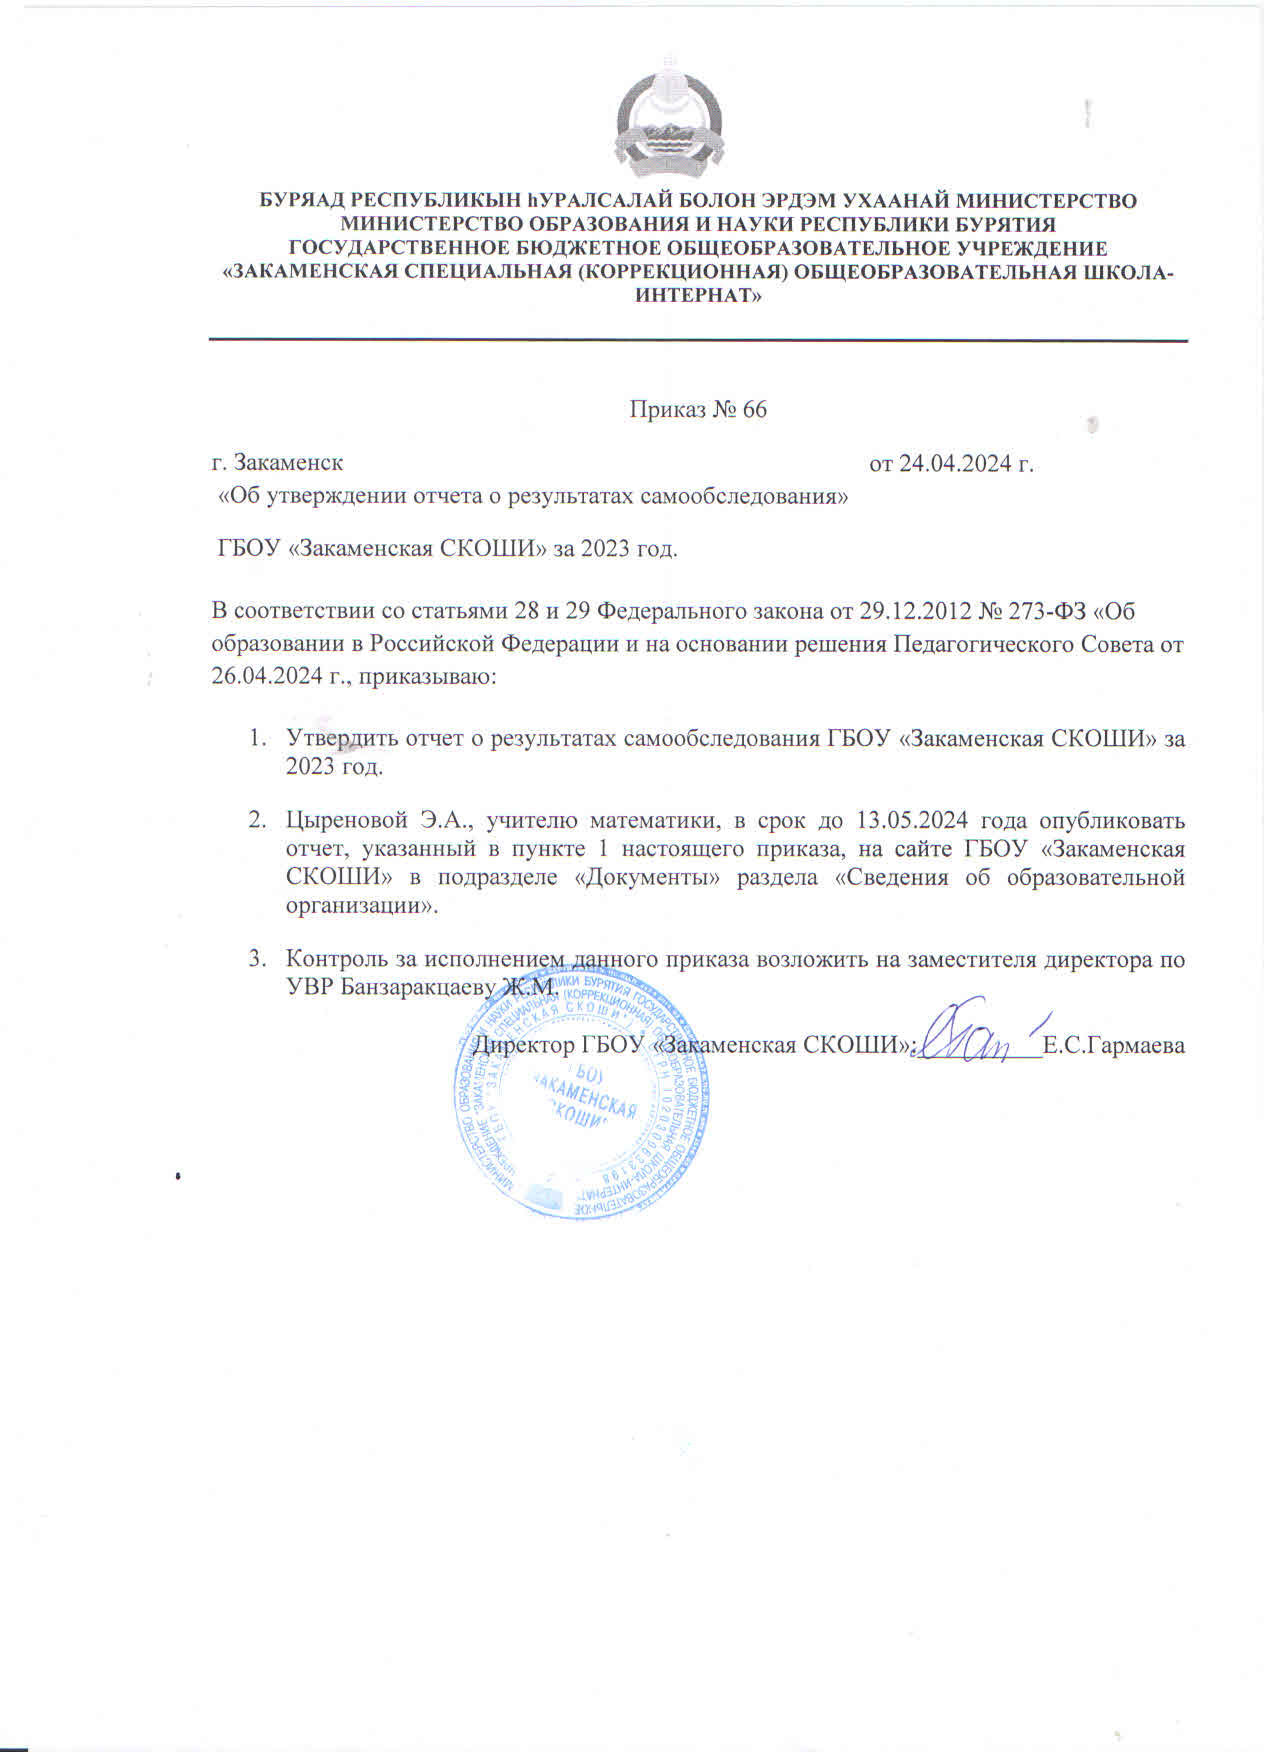 БУРЯАД РЕСПУБЛИКЫН hУРАЛСАЛАЙ БОЛОН ЭРДЭМ УХААНАЙ МИНИСТЕРСТВО
МИНИСТЕРСТВО ОБРАЗОВАНИЯ И НАУКИ РЕСПУБЛИКИ БУРЯТИЯ
ГОСУДАРСТВЕННОЕ БЮДЖЕТНОЕ ОБЩЕОБРАЗОВАТЕЛЬНОЕ УЧРЕЖДЕНИЕ
«ЗАКАМЕНСКАЯ СПЕЦИАЛЬНАЯ (КОРРЕКЦИОННАЯ) ОБЩЕОБРАЗОВАТЕЛЬНАЯ ШКОЛА-
ИНТЕРНАТ»
Приказ № 66
г. Закаменск от 24.04.2024 г.
«Об утверждении отчета о результатах самообследования»
ГБОУ «Закаменская СКОШИ» за 2023 год.
В соответствии со статьями 28 и 29 Федерального закона от 29.12.2012 № 273-ФЗ «Об
образовании в Российской Федерации и на основании решения Педагогического Совета от
26.04.2024 г., приказываю:
1. Утвердить отчет о результатах самообследования ГБОУ «Закаменская СКОШИ» за
2023 год.
2. Цыреновой Э.А., учителю математики, в срок до 13.05.2024 года опубликовать
отчет, указанный в пункте 1 настоящего приказа, на сайте ГБОУ «Закаменская
СКОШИ» в подразделе «Документы» раздела «Сведения об образовательной
организации».
3. Контроль за исполнением данного приказа возложить на заместителя директора по
УВР Банзаракцаеву Ж.М.
Директор ГБОУ «Закаменская СКОШИ»:__________Е.С.Гармаева
ЗАКАМЕНСКАЯ
СКОШИ"